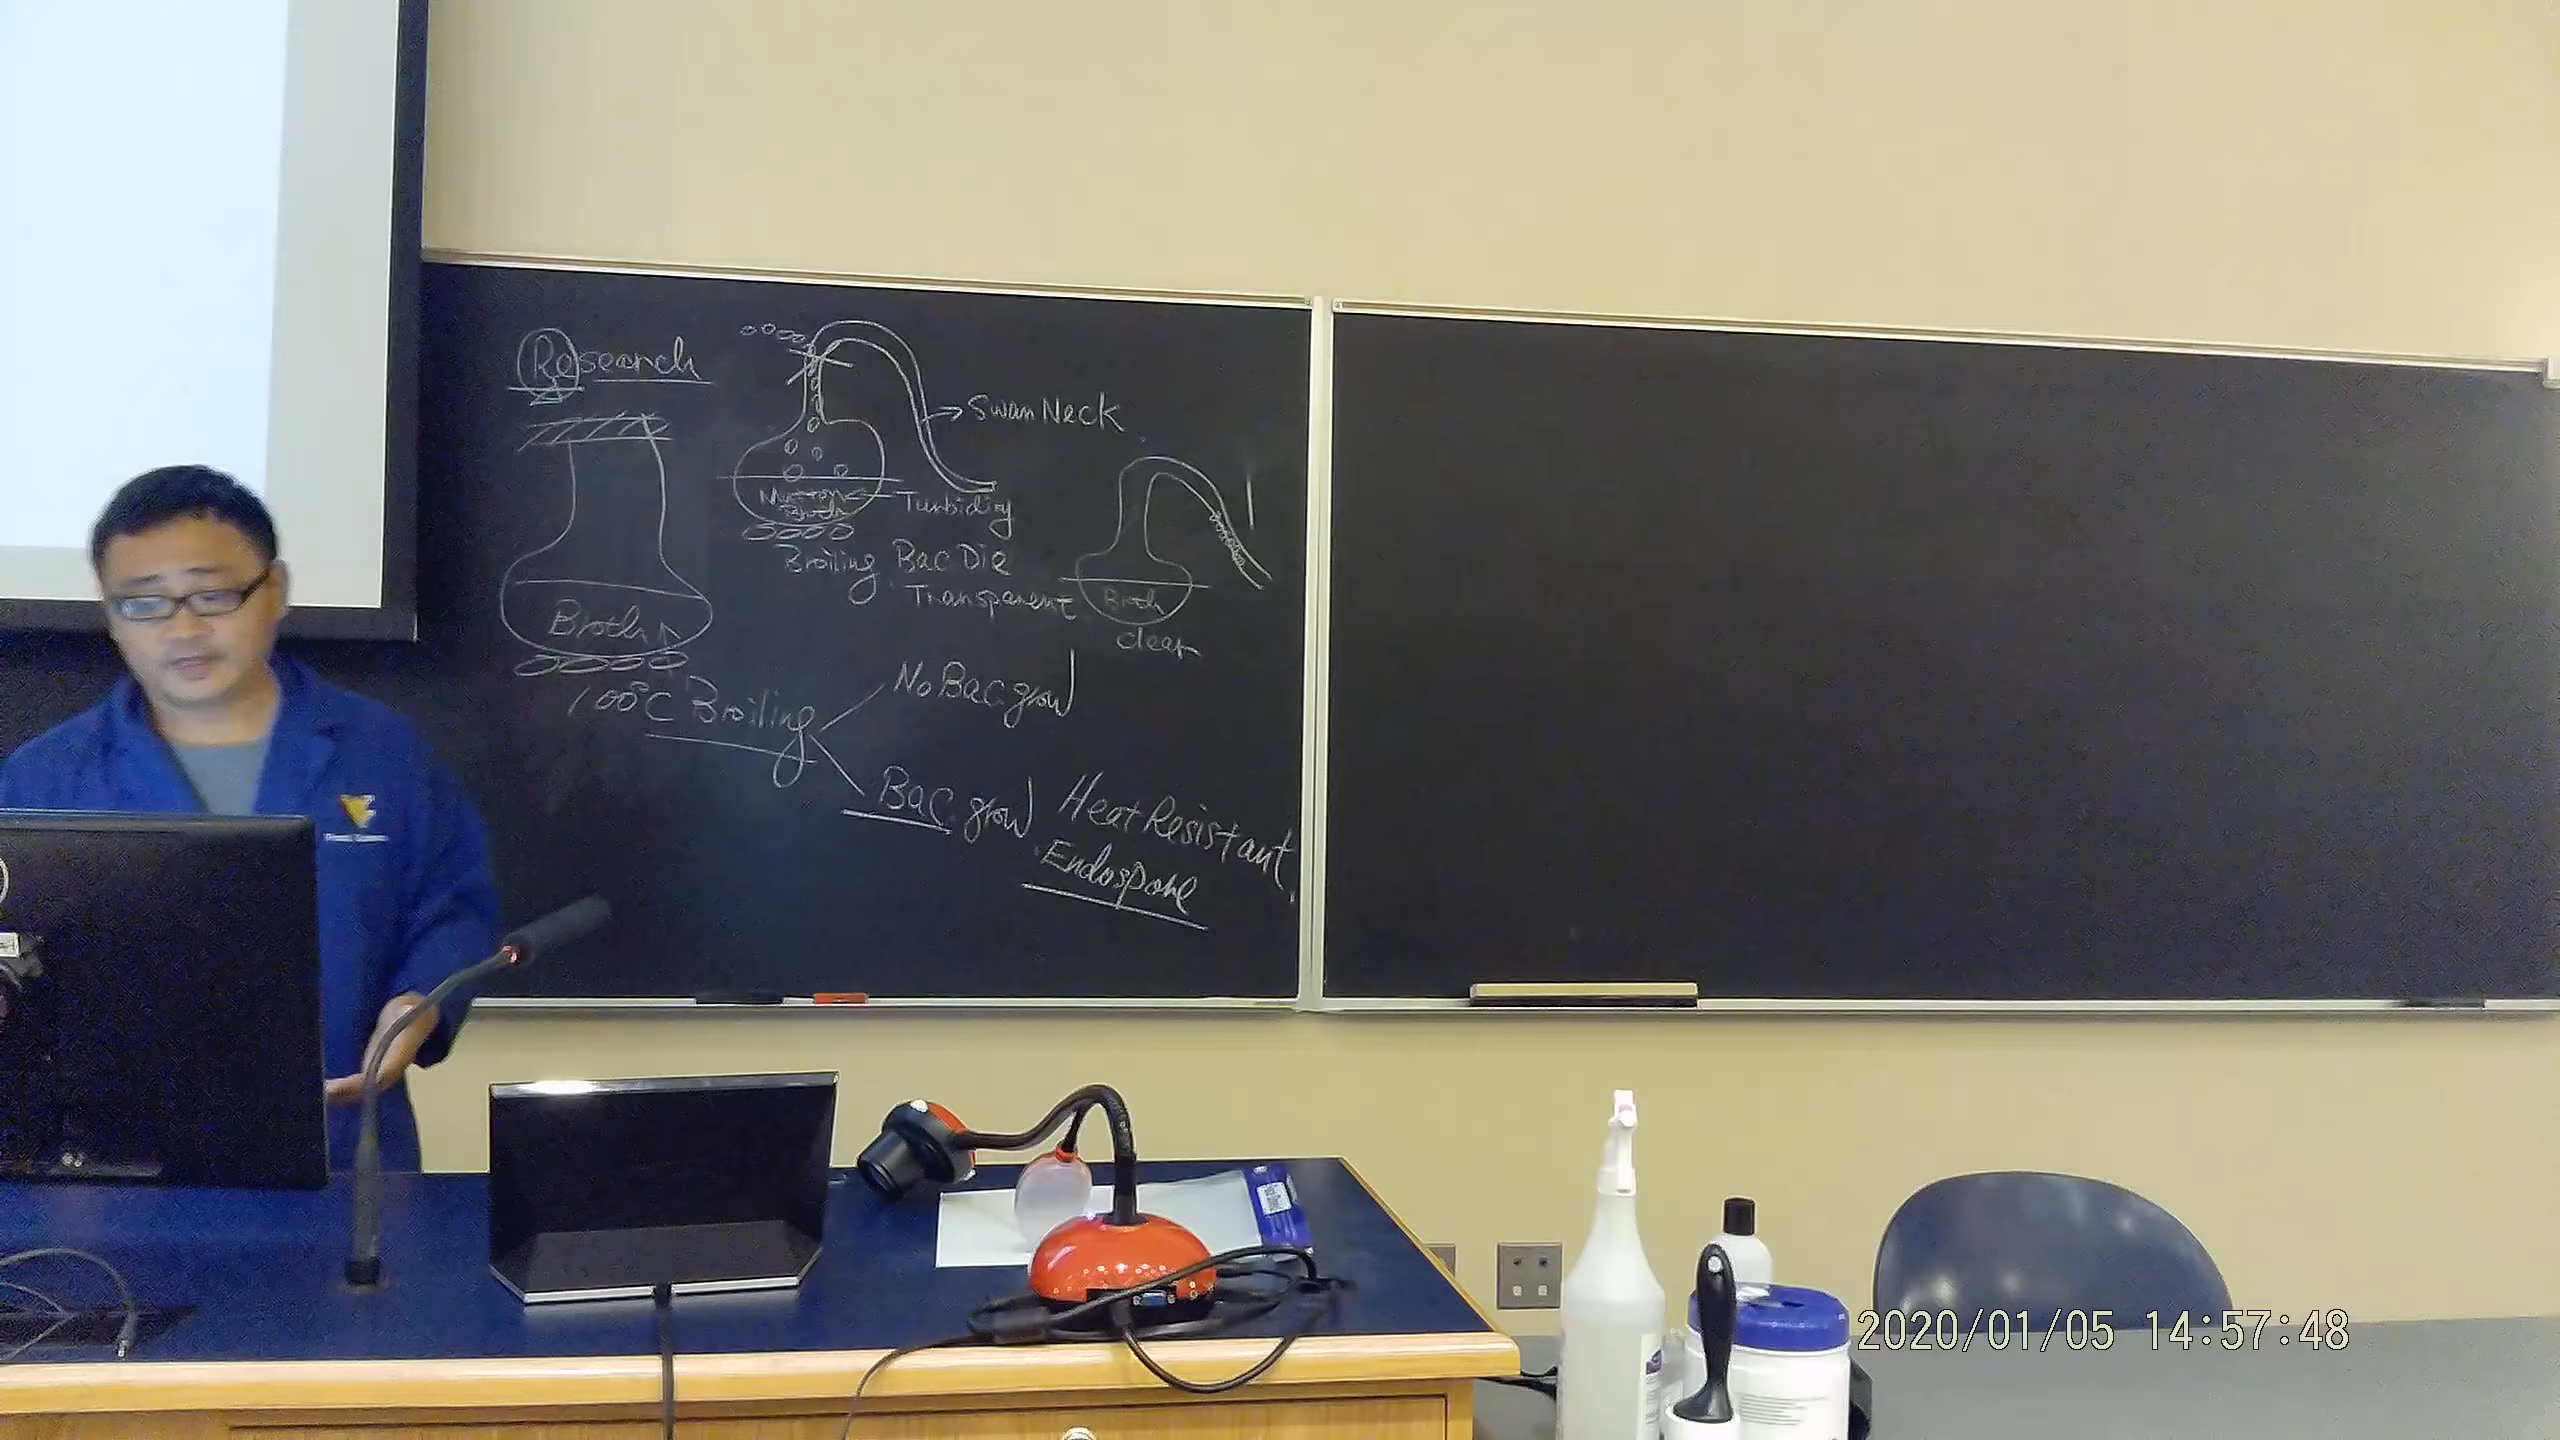 Research
Swan Neck
Turbidiy
Broiling Bac Die
Transparent
Broth
clear
Broth
100°C Broiling
No Bac grow
Bac. grow
Heat Resistant
Endospore
2020/01/05 14:57:48